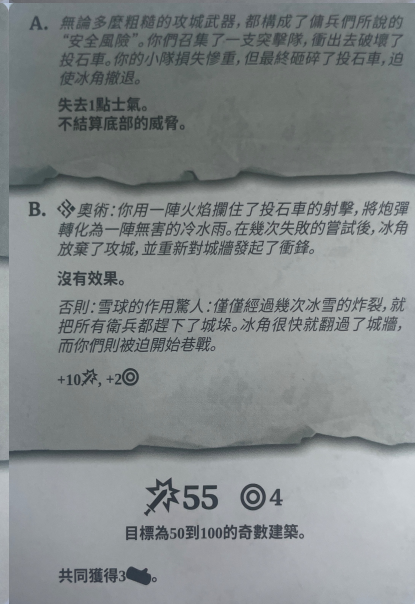 A. 無論多麼粗糙的攻城武器，都構成了傭兵們所說的
“安全風險”。你們召集了一支突擊隊，衝出去破壞了
投石車。你的小隊損失慘重，但最終砸碎了投石車，迫
使冰角撤退。
失去1點士氣。
不結算底部的威脅。
B. 奧術：你用一陣火焰攔住了投石車的射擊，將炮彈
轉化為一陣無害的冷水雨。在幾次失敗的嘗試後，冰角
放棄了攻城，並重新對城牆發起了衝鋒。
沒有效果。
否則：雪球的作用驚人：僅僅經過幾次冰雪的炸裂，就
把所有衛兵都趕下了城垛。冰角很快就翻過了城牆，
而你們則被迫開始巷戰。
+10, +2
55 4
目標為50到100的奇數建築。
共同獲得3。